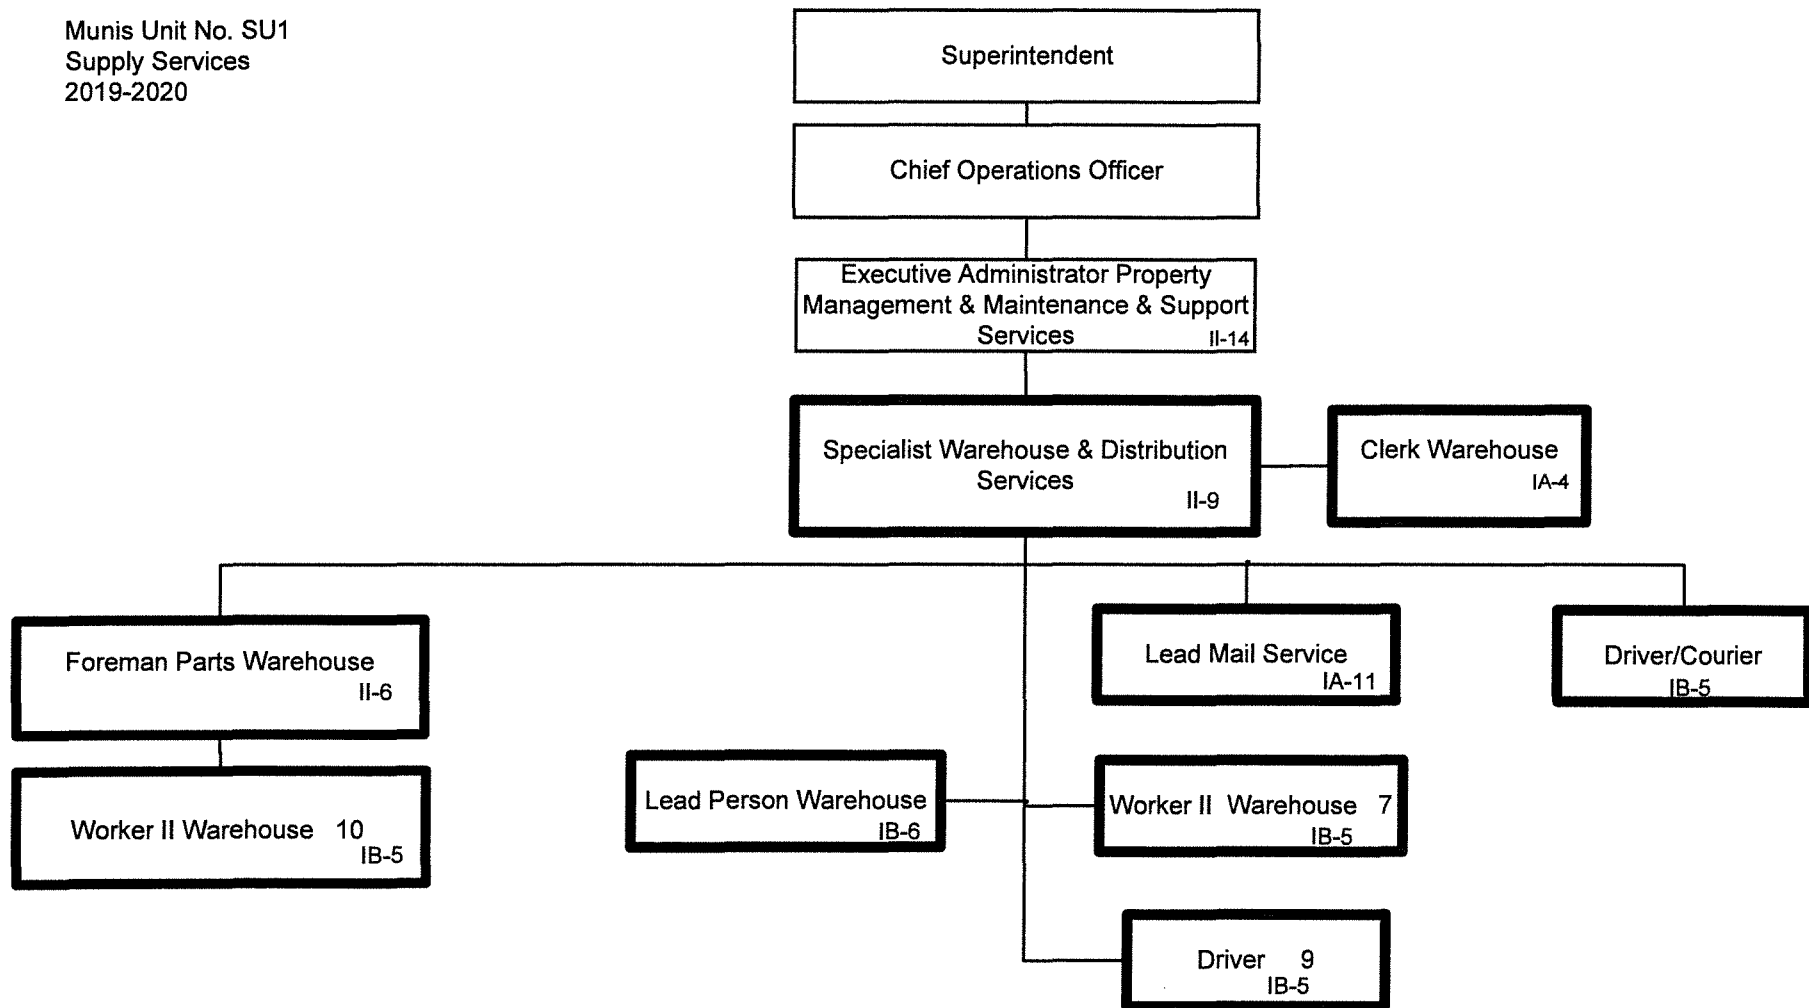 Munis Unit No. SU1
Supply Services
2019-2020
Superintendent
Chief Operations Officer
Executive Administrator Property
Management & Maintenance & Support
Services II-14
Specialist Warehouse & Distribution
Services
II-9
Clerk Warehouse
IA-4
Foreman Parts Warehouse
II-6
Lead Mail Service
IA-11
Driver/Courier
IB-5
Worker II Warehouse 10
IB-5
Lead Person Warehouse
IB-6
Worker II Warehouse 7
IB-5
Driver 9
IB-5